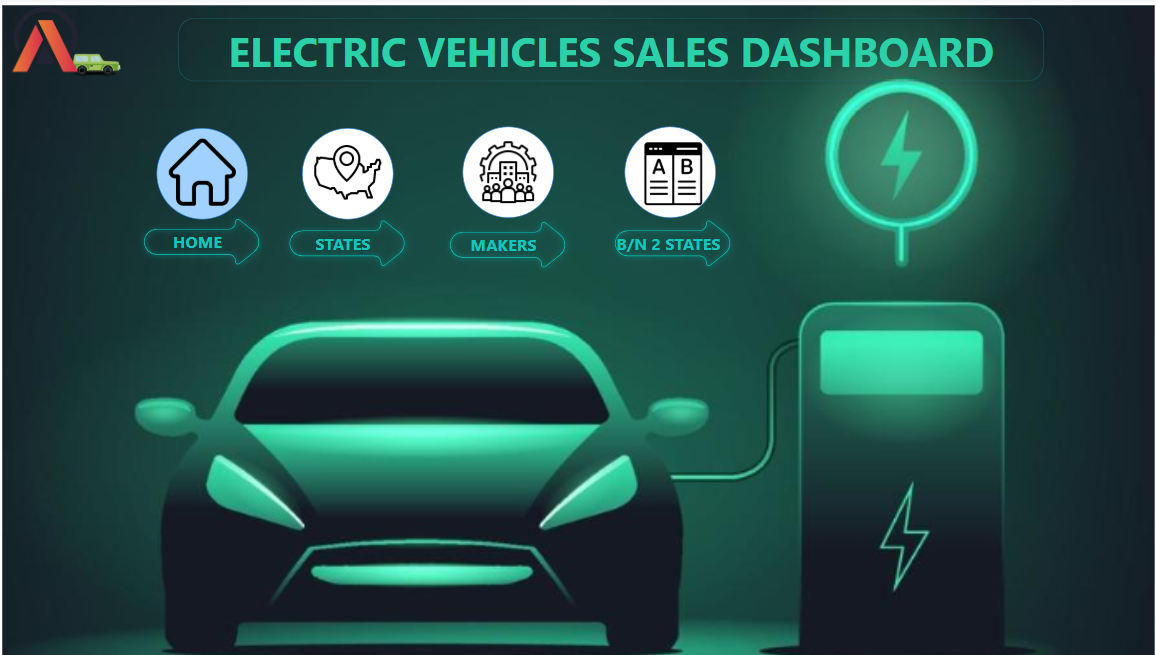 ELECTRIC VEHICLES SALES DASHBOARD
A B
HOME
STATES
MAKERS
B/N 2 STATES